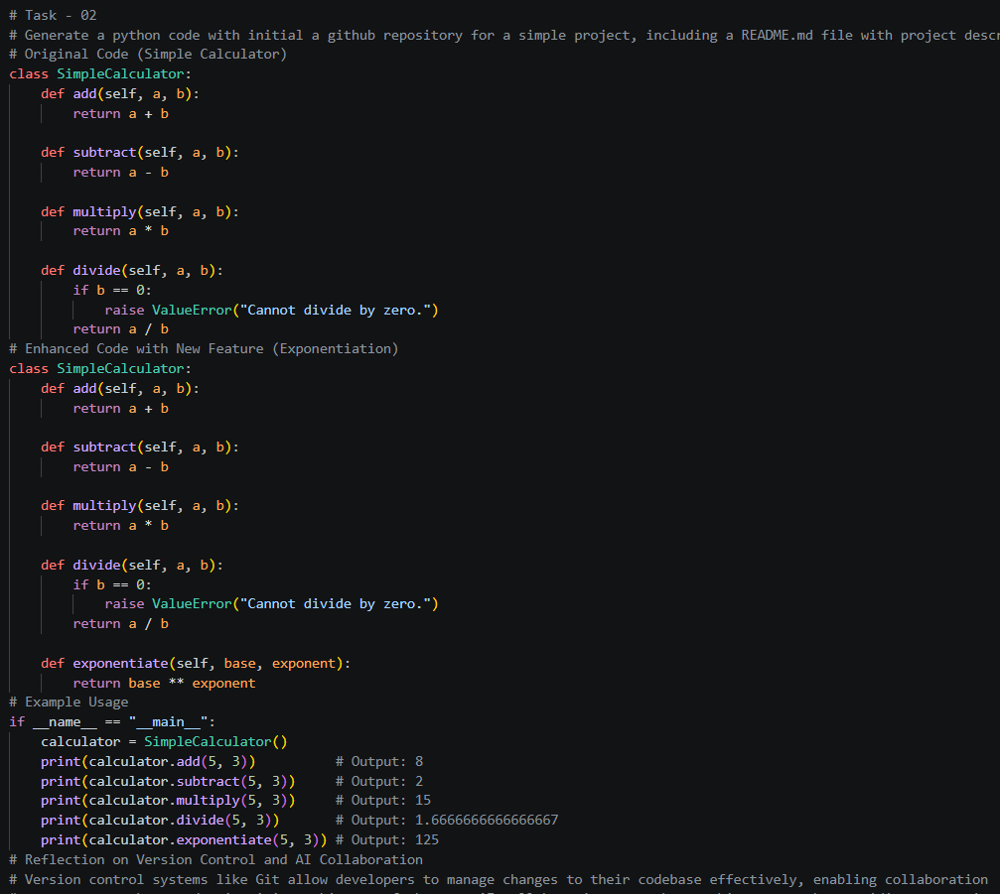 # Task - 02
# Generate a python code with initial a github repository for a simple project, including a README.md file with project
# Original Code (Simple Calculator)
class SimpleCalculator:
    def add(self, a, b):
        return a + b

    def subtract(self, a, b):
        return a - b

    def multiply(self, a, b):
        return a * b

    def divide(self, a, b):
        if b == 0:
            raise ValueError("Cannot divide by zero.")
        return a / b
# Enhanced Code with New Feature (Exponentiation)
class SimpleCalculator:
    def add(self, a, b):
        return a + b

    def subtract(self, a, b):
        return a - b

    def multiply(self, a, b):
        return a * b

    def divide(self, a, b):
        if b == 0:
            raise ValueError("Cannot divide by zero.")
        return a / b

    def exponentiate(self, base, exponent):
        return base ** exponent
# Example Usage
if __name__ == "__main__":
    calculator = SimpleCalculator()
    print(calculator.add(5, 3))          # Output: 8
    print(calculator.subtract(5, 3))     # Output: 2
    print(calculator.multiply(5, 3))     # Output: 15
    print(calculator.divide(5, 3))       # Output: 1.6666666666666667
    print(calculator.exponentiate(5, 3)) # Output: 125
# Reflection on Version Control and AI Collaboration
# Version control systems like Git allow developers to manage changes to their codebase effectively, enabling collaboration